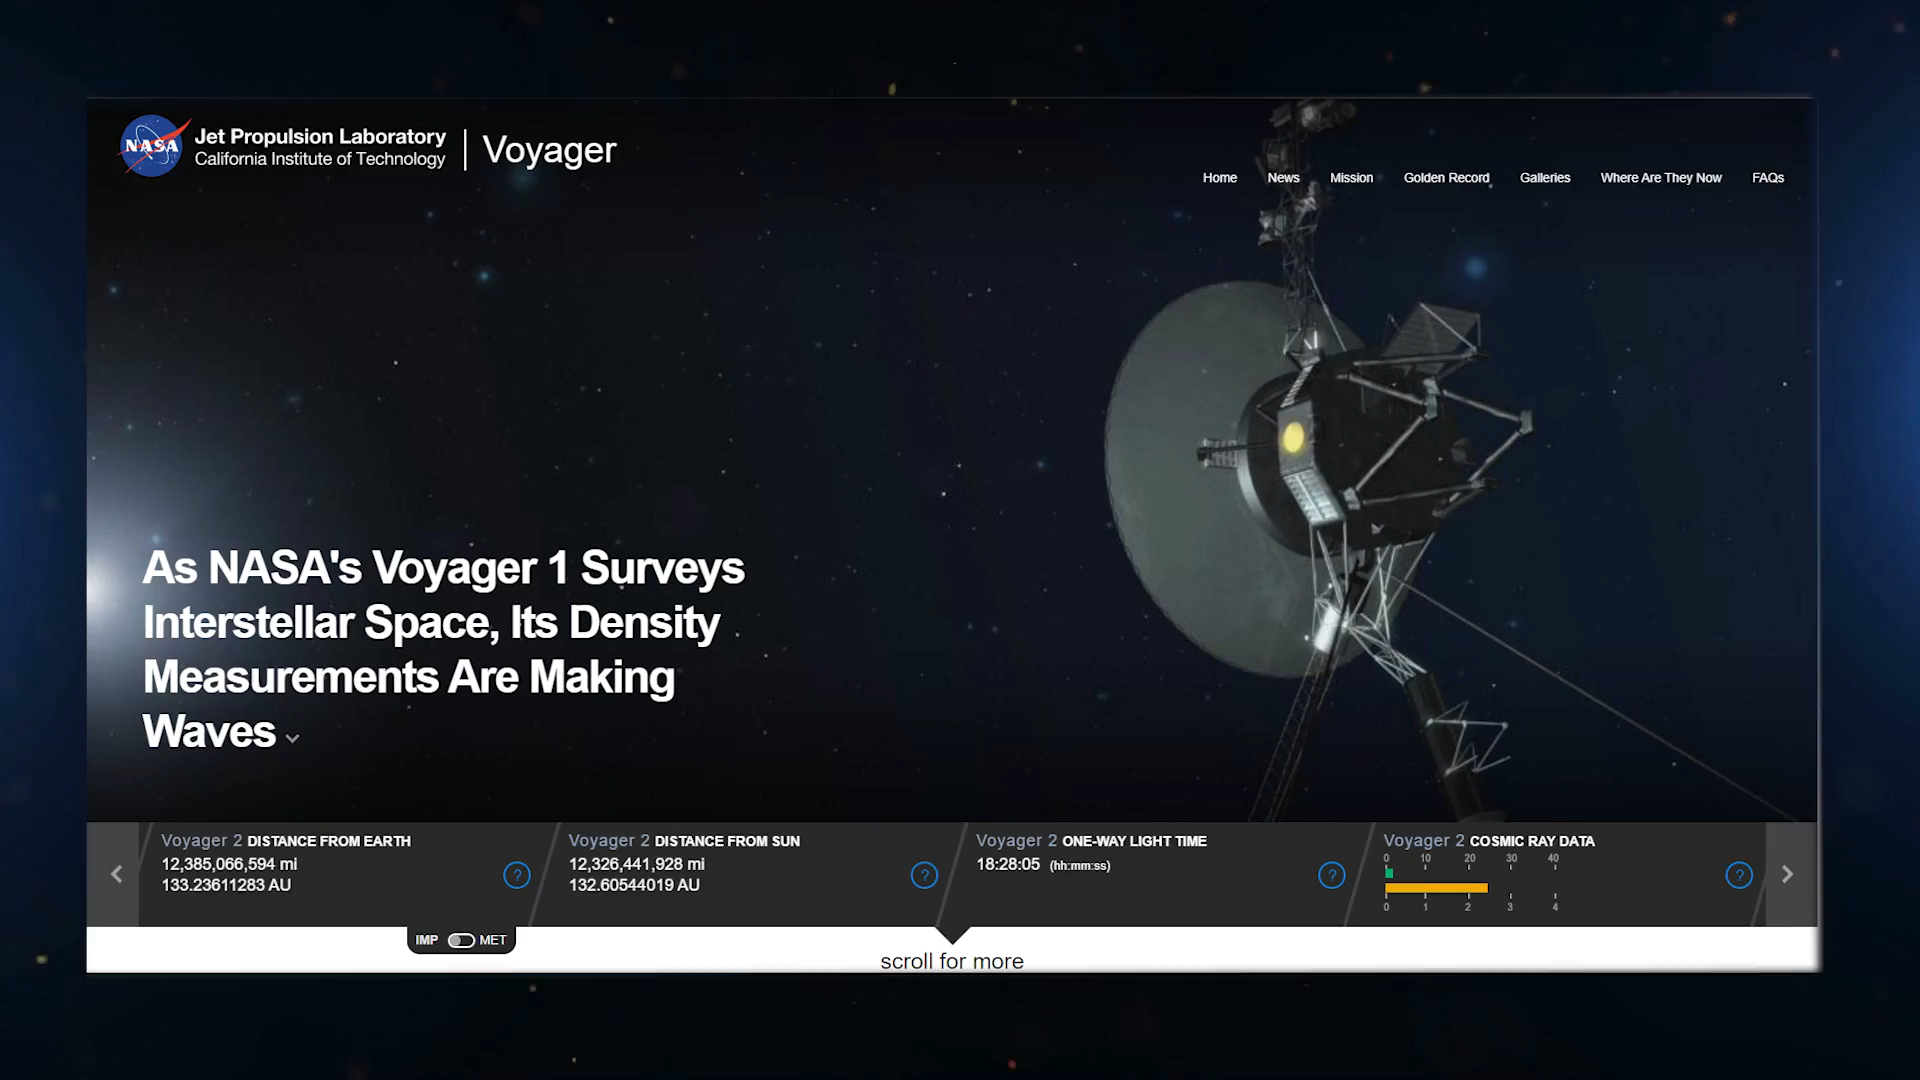 NASA
Jet Propulsion Laboratory
California Institute of Technology
Voyager
Home News Mission Golden Record Galleries Where Are They Now FAQs
As NASA's Voyager 1 Surveys
Interstellar Space, Its Density
Measurements Are Making
Waves
Voyager 2 DISTANCE FROM EARTH
12,385,066,594 mi
133.23611283 AU
?
Voyager 2 DISTANCE FROM SUN
12,326,441,928 mi
132.60544019 AU
?
Voyager 2 ONE-WAY LIGHT TIME
18:28:05 (hh:mm:ss)
?
Voyager 2 COSMIC RAY DATA
0 10 20 30 40
0 1 2 3 4
?
IMP MET
scroll for more